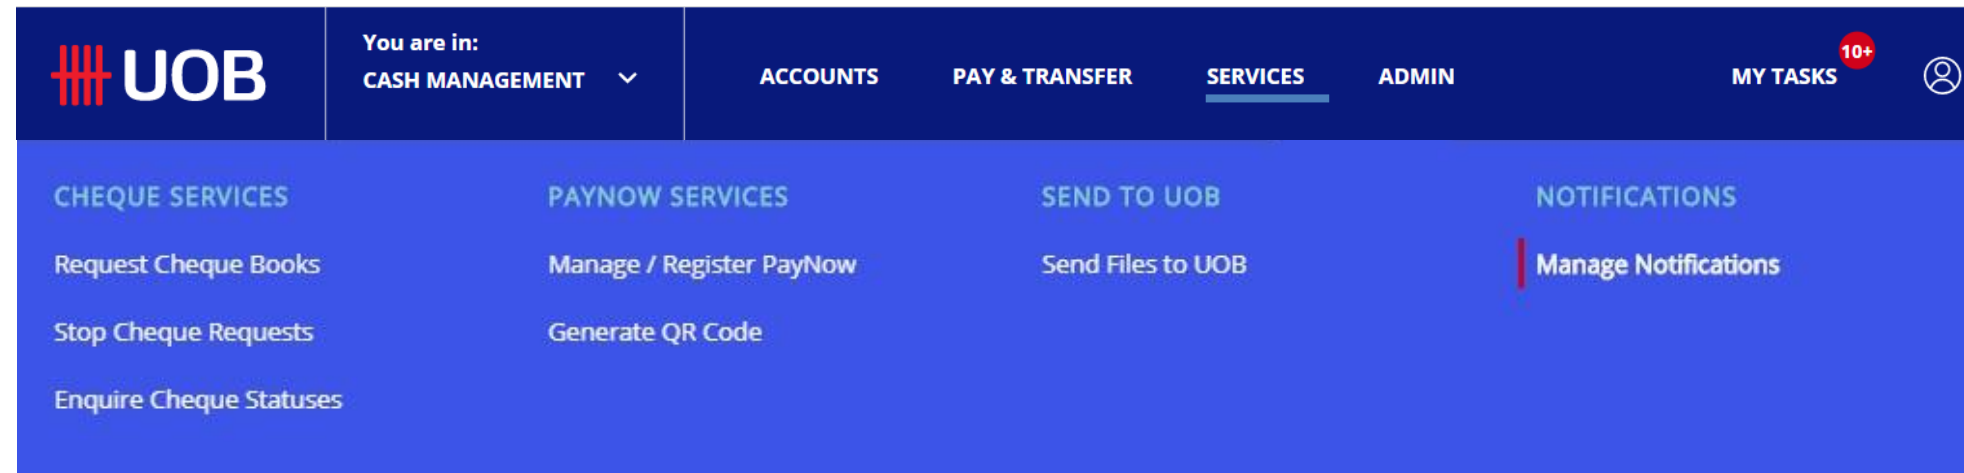 UOB
You are in:
CASH MANAGEMENT
ACCOUNTS
PAY & TRANSFER
SERVICES
ADMIN
MY TASKS
10+
CHEQUE SERVICES
Request Cheque Books
Stop Cheque Requests
Enquire Cheque Statuses
PAYNOW SERVICES
Manage / Register PayNow
Generate QR Code
SEND TO UOB
Send Files to UOB
NOTIFICATIONS
Manage Notifications